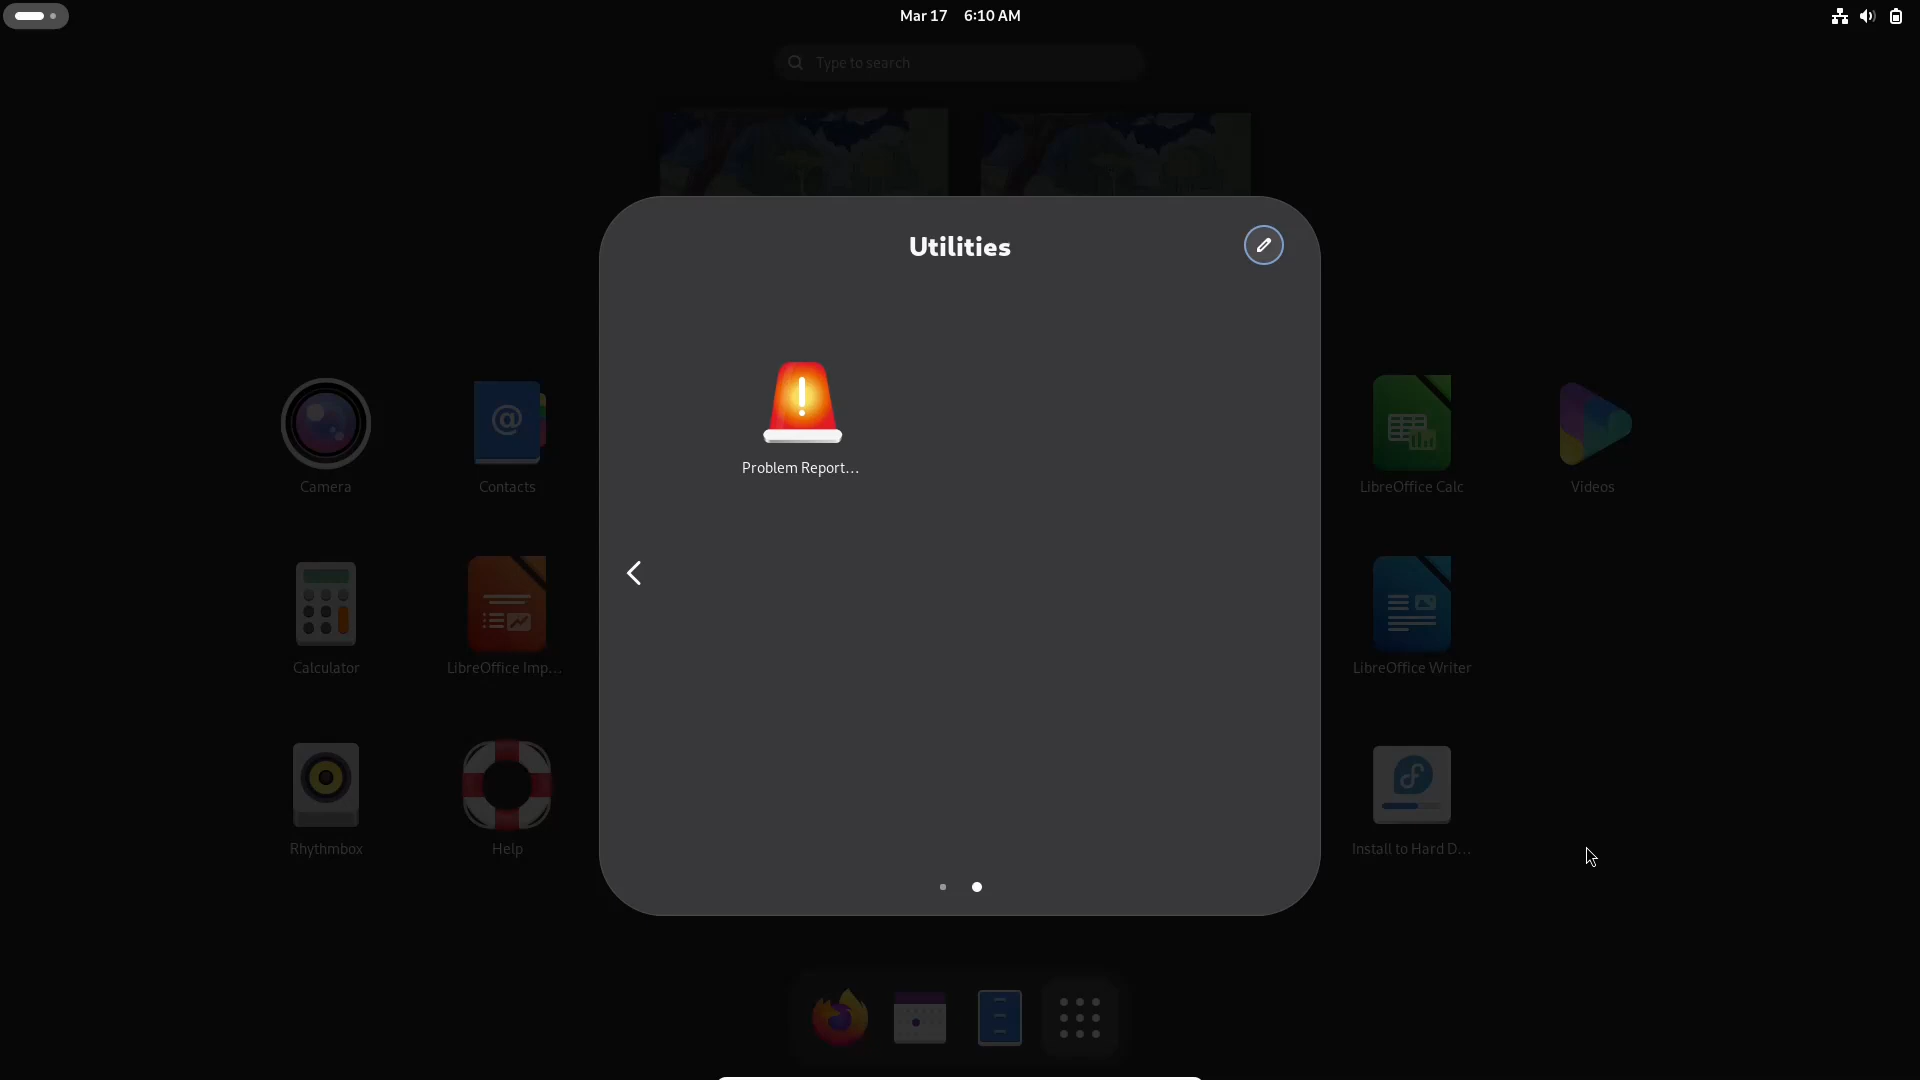 Mar 17 6:10 AM
Type to search
Utilities
Problem Report...
Camera
Contacts
LibreOffice Calc
Videos
Calculator
LibreOffice Imp...
LibreOffice Writer
Rhythmbox
Help
Install to Hard D...